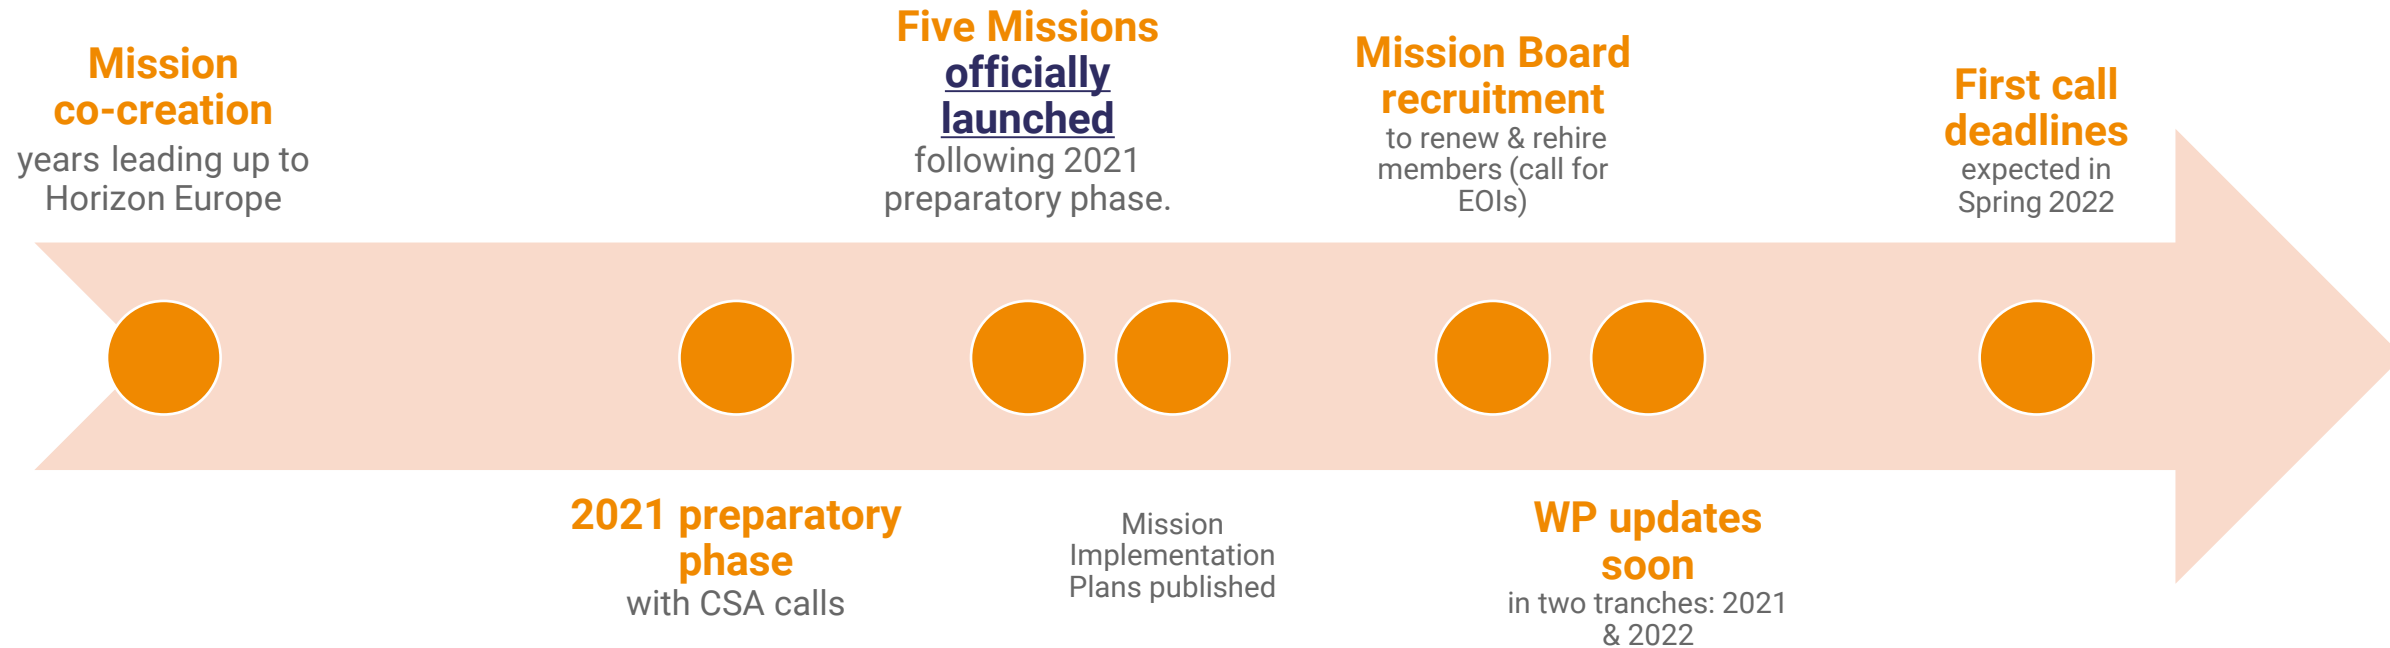 Mission
co-creation
years leading up to
Horizon Europe
2021 preparatory
phase
with CSA calls
Five Missions
officially
launched
following 2021
preparatory phase.
Mission
Implementation
Plans published
Mission Board
recruitment
to renew & rehire
members (call for
EOIs)
WP updates
soon
in two tranches: 2021
& 2022
First call
deadlines
expected in
Spring 2022